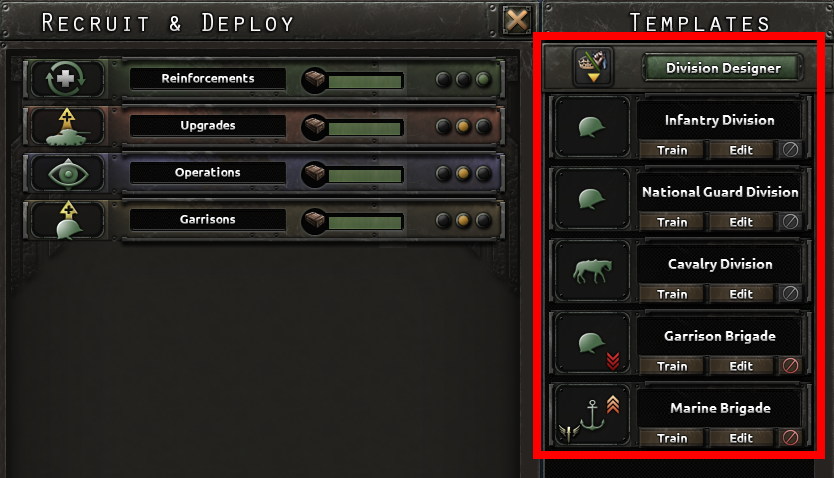 Recruit & Deploy
Reinforcements
Upgrades
Operations
Garrisons
Templates
Division Designer
Infantry Division
Train Edit
National Guard Division
Train Edit
Cavalry Division
Train Edit
Garrison Brigade
Train Edit
Marine Brigade
Train Edit